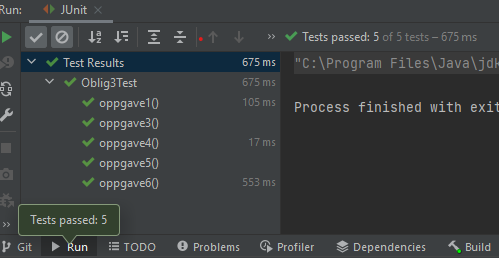 Run:
JUnit
Tests passed: 5 of 5 tests – 675 ms
Test Results
675 ms
"C:\Program Files\Java\jdk
Oblig3Test
675 ms
oppgave1()
105 ms
Process finished with exit
oppgave3()
oppgave4()
17 ms
oppgave5()
oppgave6()
553 ms
Tests passed: 5
Git
Run
TODO
Problems
Profiler
Dependencies
Build